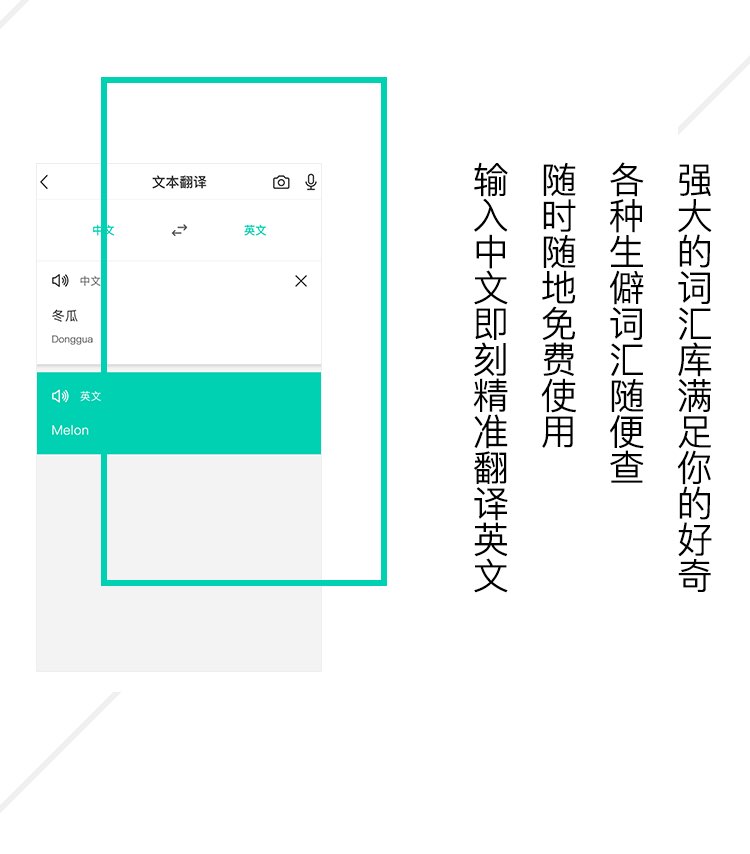 文本翻译
中文
英文
中文
冬瓜
Donggua
英文
Melon
强大的词汇库满足你的好奇
各种生僻词汇随便查
随时随地免费使用
输入中文即刻精准翻译英文